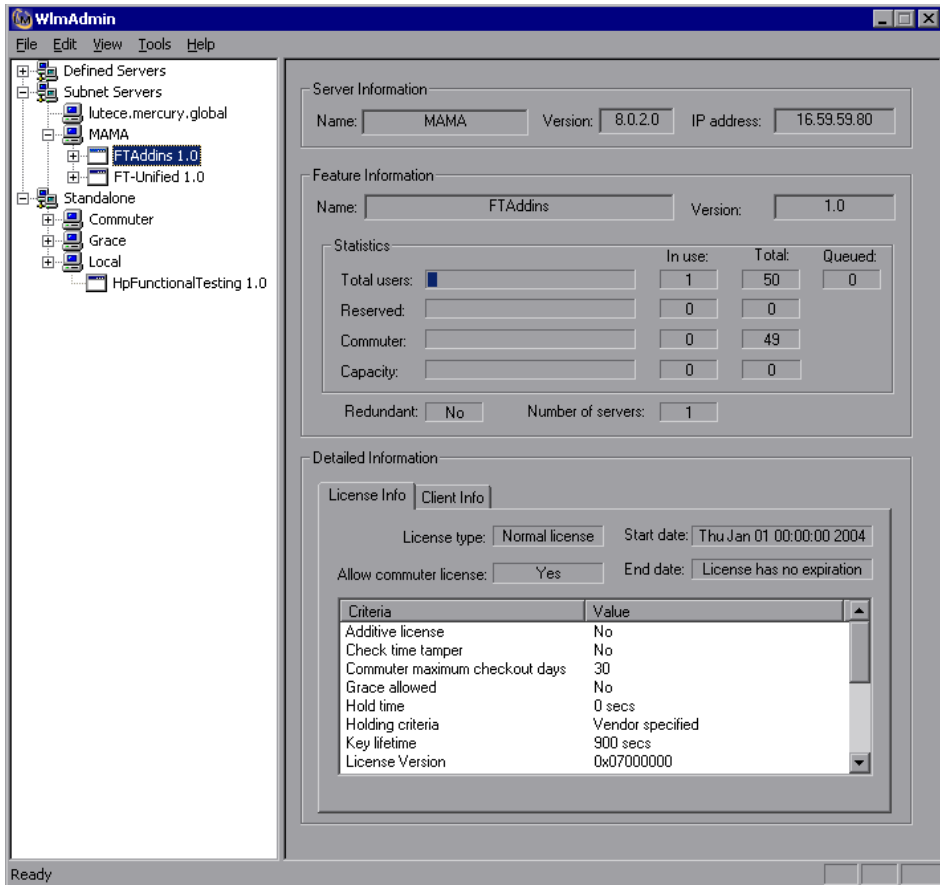 WlmAdmin
File Edit View Tools Help
Defined Servers
Subnet Servers
lutece.mercury.global
MAMA
FTAddins 1.0
FT-Unified 1.0
Standalone
Commuter
Grace
Local
HpFunctionalTesting 1.0
Server Information
Name: MAMA Version: 8.0.2.0 IP address: 16.59.59.80
Feature Information
Name: FTAddins Version: 1.0
Statistics
In use: Total: Queued:
Total users: 1 50 0
Reserved: 0 0
Commuter: 0 49
Capacity: 0 0
Redundant: No Number of servers: 1
Detailed Information
License Info Client Info
License type: Normal license Start date: Thu Jan 01 00:00:00 2004
Allow commuter license: Yes End date: License has no expiration
Criteria Value
Additive license No
Check time tamper No
Commuter maximum checkout days 30
Grace allowed No
Hold time 0 secs
Holding criteria Vendor specified
Key lifetime 900 secs
License Version 0x07000000
Ready